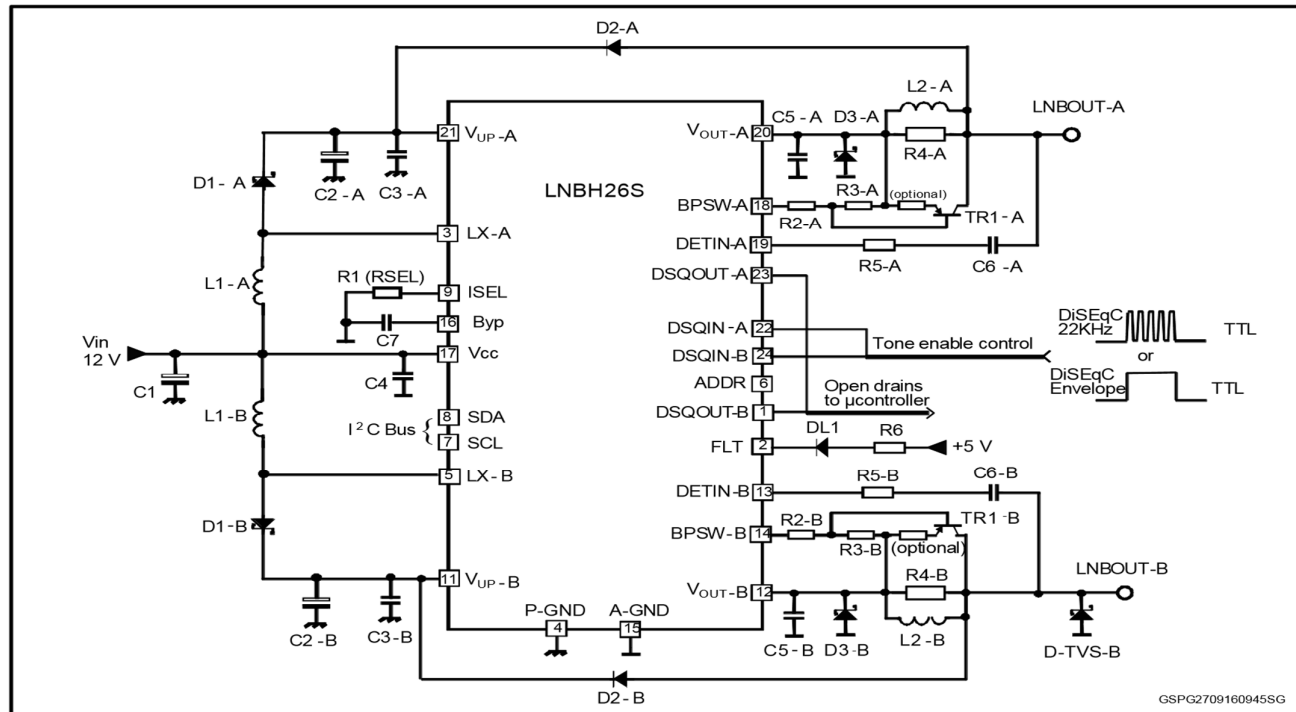 D2-A
L2 - A
LNBOUT-A
C5 - A
D3 - A
21
VUP-A
VOUT-A
20
R4-A
D1- A
C2 -A
C3 -A
LNBH26S
R3-A
(optional)
BPSW-A
18
R2-A
TR1 - A
3
LX-A
DETIN-A
19
R5-A
C6 -A
DSQOUT-A
23
L1 - A
R1 (RSEL)
9
ISEL
16
Byp
C7
DSQIN -A
22
DiSEqC
22KHz
TTL
Vin
12 V
17
Vcc
DSQIN-B
24
Tone enable control
or
C1
C4
ADDR
6
DiSEqC
Envelope
TTL
L1 -B
Open drains
to µcontroller
8
SDA
DSQOUT-B
1
I²C Bus {
7
SCL
FLT
2
DL1
R6
+5 V
5
LX-B
DETIN-B
13
R5-B
C6-B
D1-B
R2-B
TR1 -B
BPSW-B
14
R3-B
(optional)
11
VUP-B
R4-B
LNBOUT-B
VOUT-B
12
P-GND
A-GND
C2 -B
C3-B
4
15
C5 -B
D3 -B
L2 -B
D-TVS-B
D2 - B
GSPG2709160945SG